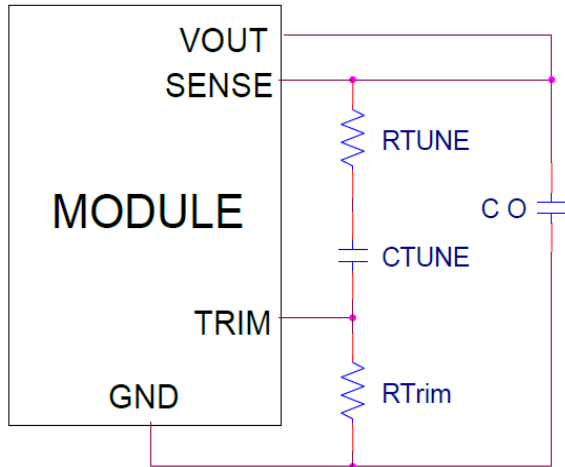 VOUT
SENSE
RTUNE
MODULE
C O
CTUNE
TRIM
GND
RTrim